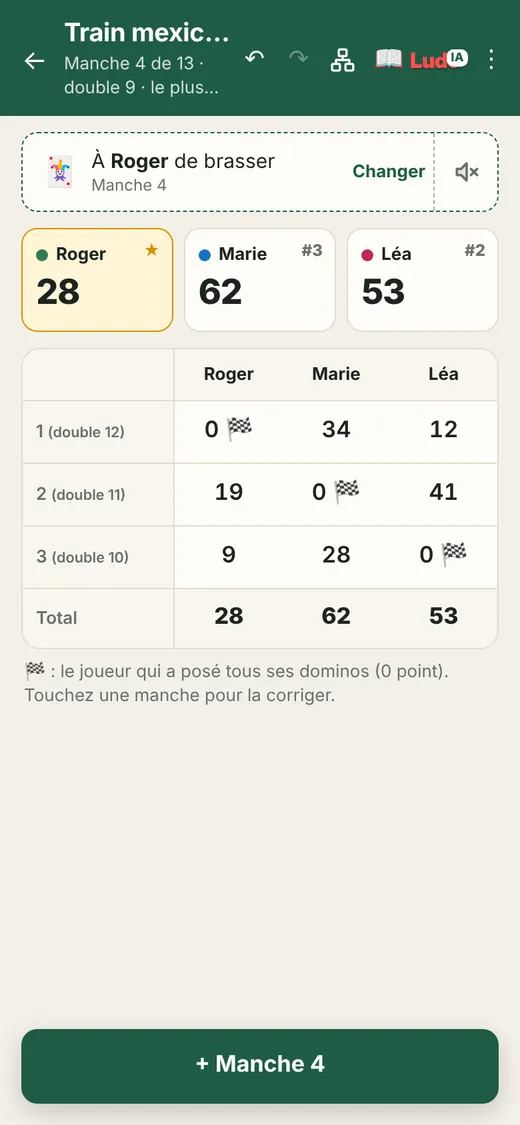 Train mexic...
Manche 4 de 13 ·
double 9 · le plus...
IA
À Roger de brasser
Manche 4
Changer
Roger ★
28
Marie #3
62
Léa #2
53
Roger Marie Léa
1 (double 12) 0 🏁 34 12
2 (double 11) 19 0 🏁 41
3 (double 10) 9 28 0 🏁
Total 28 62 53
🏁 : le joueur qui a posé tous ses dominos (0 point).
Touchez une manche pour la corriger.
+ Manche 4